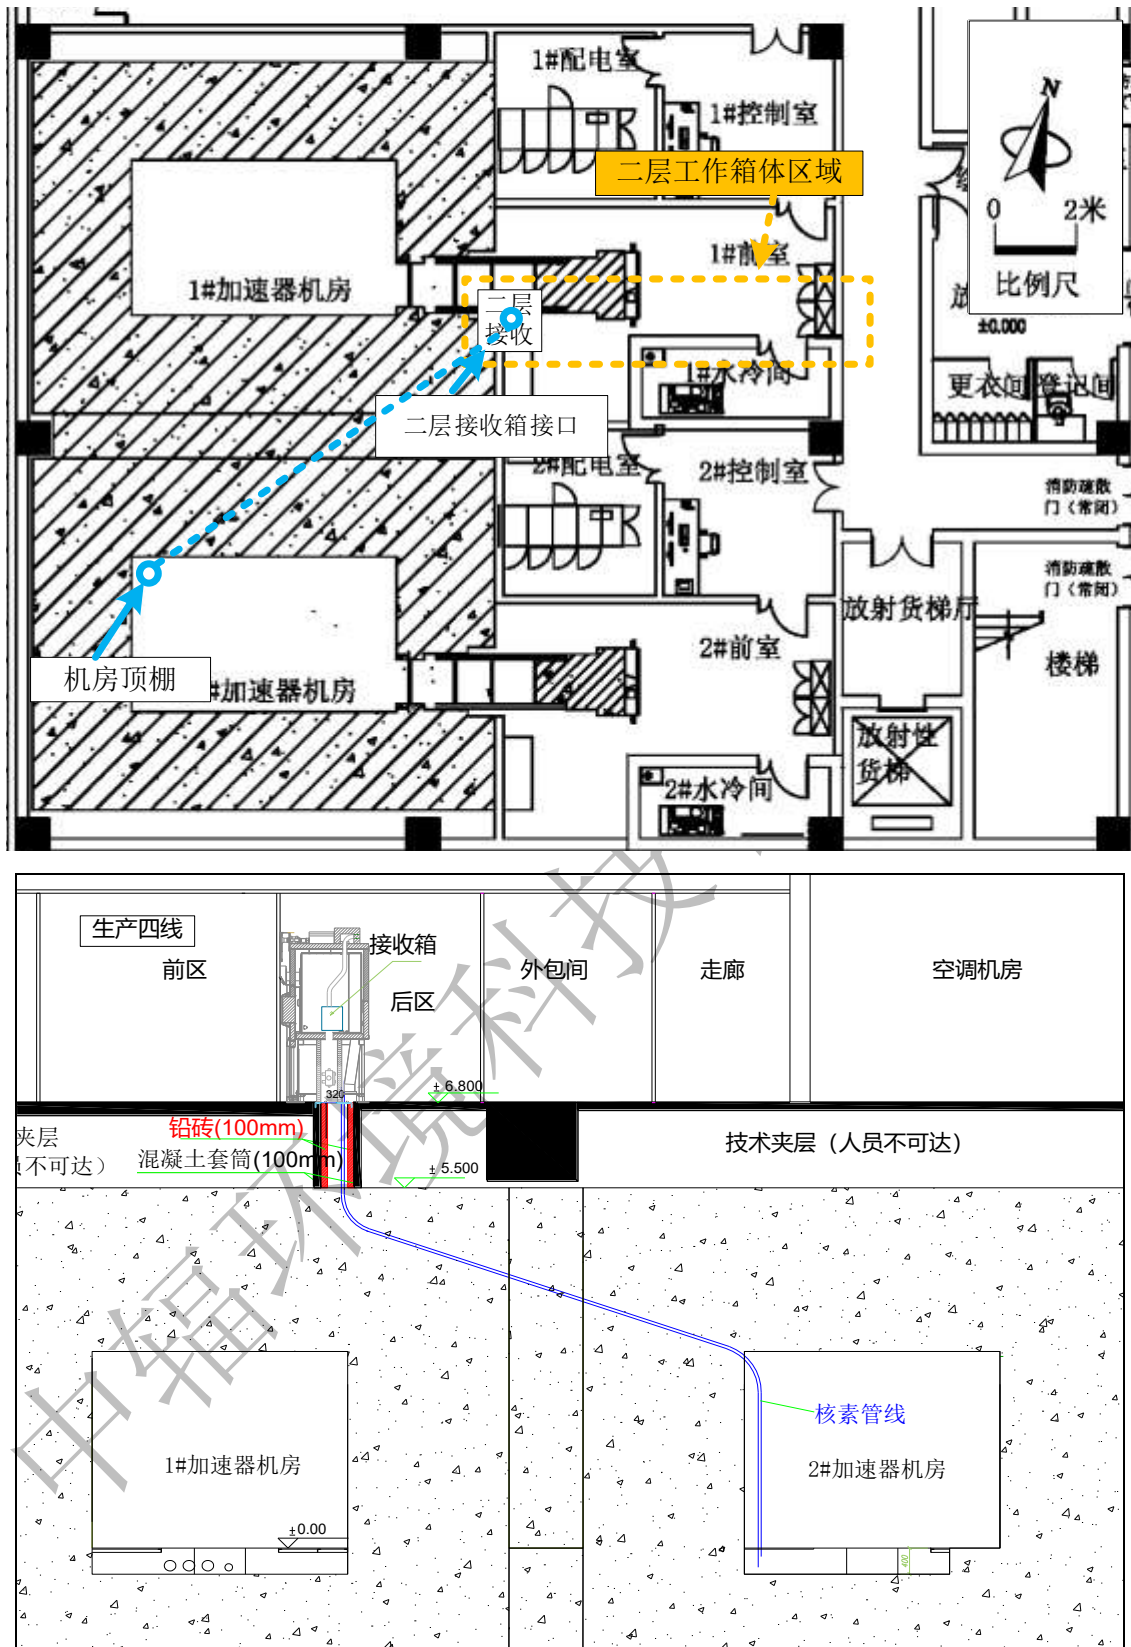 1#配电室
1#控制室
N
0 2米
比例尺
二层工作箱体区域
1#前室
1#加速器机房
二层
接收
±0.000
1#水冷间
更衣间
登记间
二层接收箱接口
2#配电室
2#控制室
消防疏散
门（常闭）
消防疏散
门（常闭）
放射货梯厅
2#前室
楼梯
机房顶棚
#加速器机房
放射性
货梯
2#水冷间
生产四线
前区
接收箱
后区
外包间
走廊
空调机房
± 6.800
320
铅砖(100mm)
夹层
员不可达）
混凝土套筒(100mm)
± 5.500
技术夹层（人员不可达）
核素管线
1#加速器机房
2#加速器机房
±0.00
400
中辐环境科技